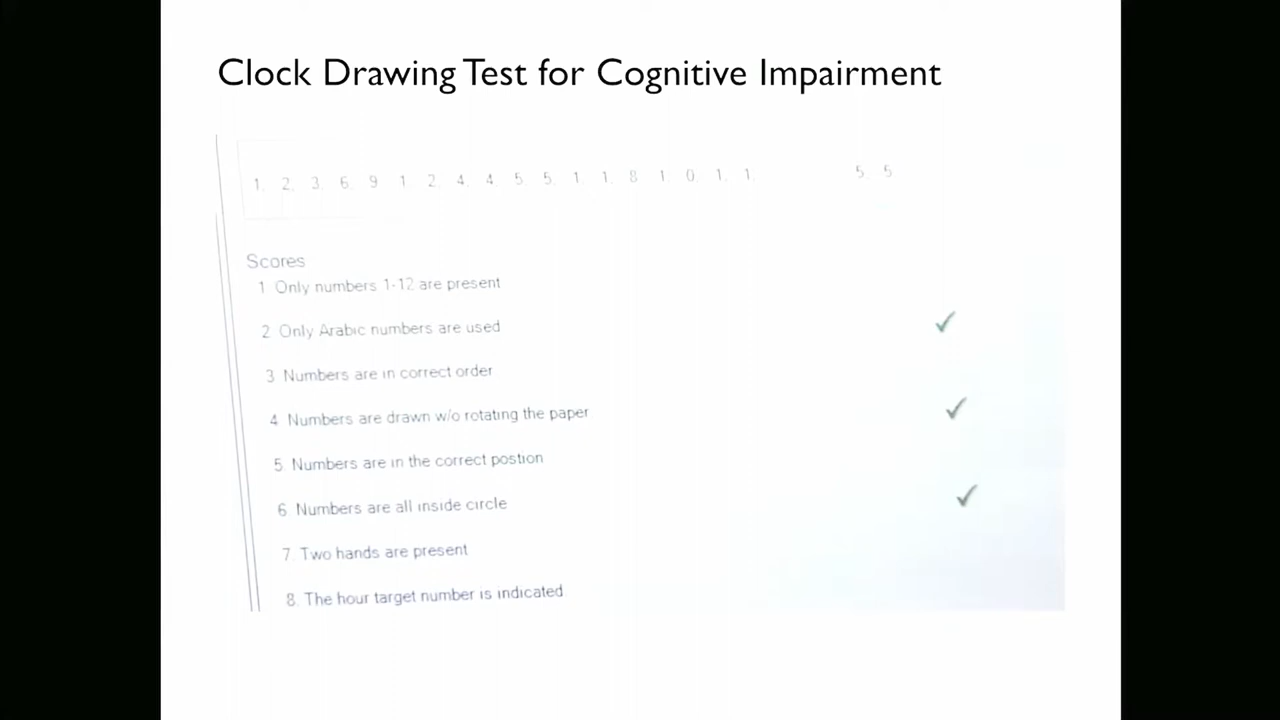 Clock Drawing Test for Cognitive Impairment
1. 2. 3. 6. 9 1. 2. 4. 4. 5. 5. 1. 1. 8 1. 0. 1. 1. 5. 5
Scores
1 Only numbers 1-12 are present
2. Only Arabic numbers are used
3 Numbers are in correct order
4 Numbers are drawn w/o rotating the paper
5. Numbers are in the correct postion
6. Numbers are all inside circle
7. Two hands are present
8. The hour target number is indicated